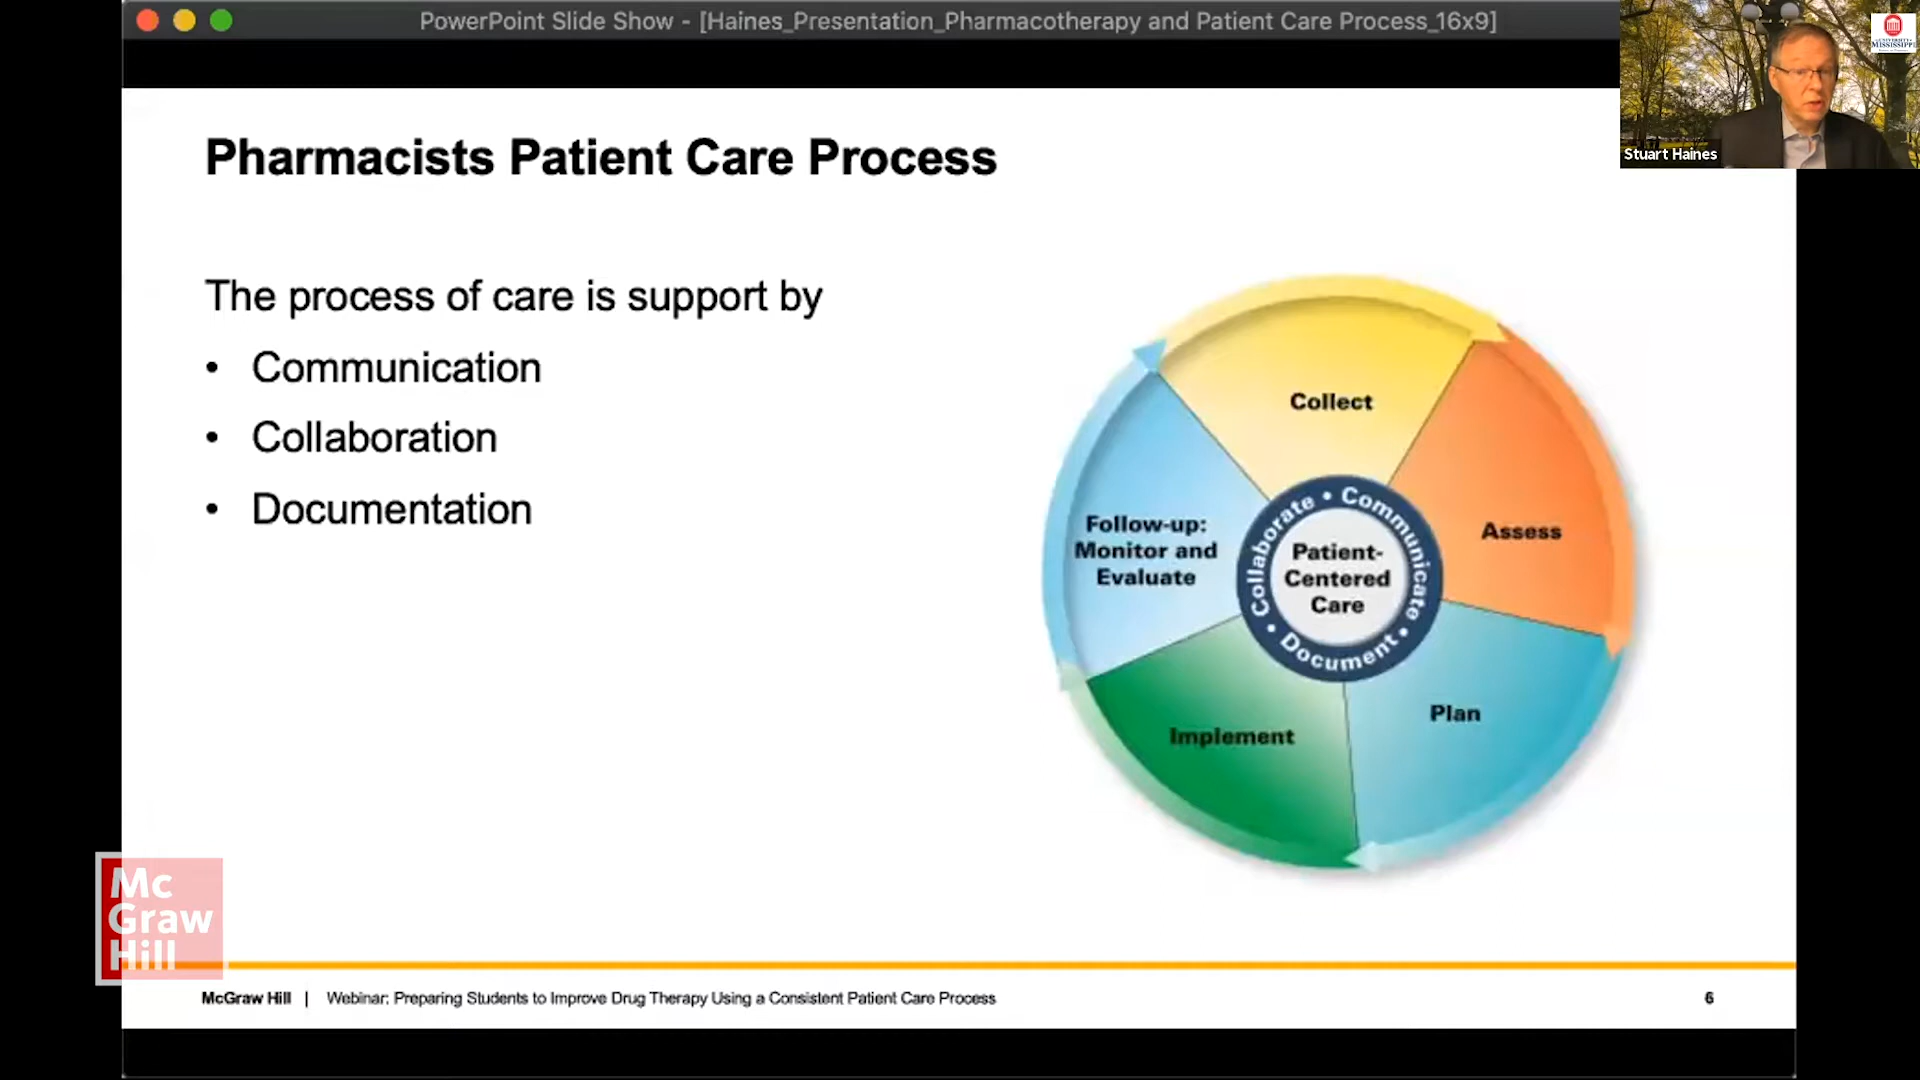 PowerPoint Slide Show - [Haines_Presentation_Pharmacotherapy and Patient Care Process_16x9]
MISSISSIPPI
Stuart Haines
Pharmacists Patient Care Process
The process of care is support by
• Communication
• Collaboration
• Documentation
Collect
Assess
Plan
Implement
Follow-up:
Monitor and
Evaluate
Collaborate • Communicate • Document •
Patient-
Centered
Care
Mc
Graw
Hill
McGraw Hill | Webinar: Preparing Students to Improve Drug Therapy Using a Consistent Patient Care Process
6